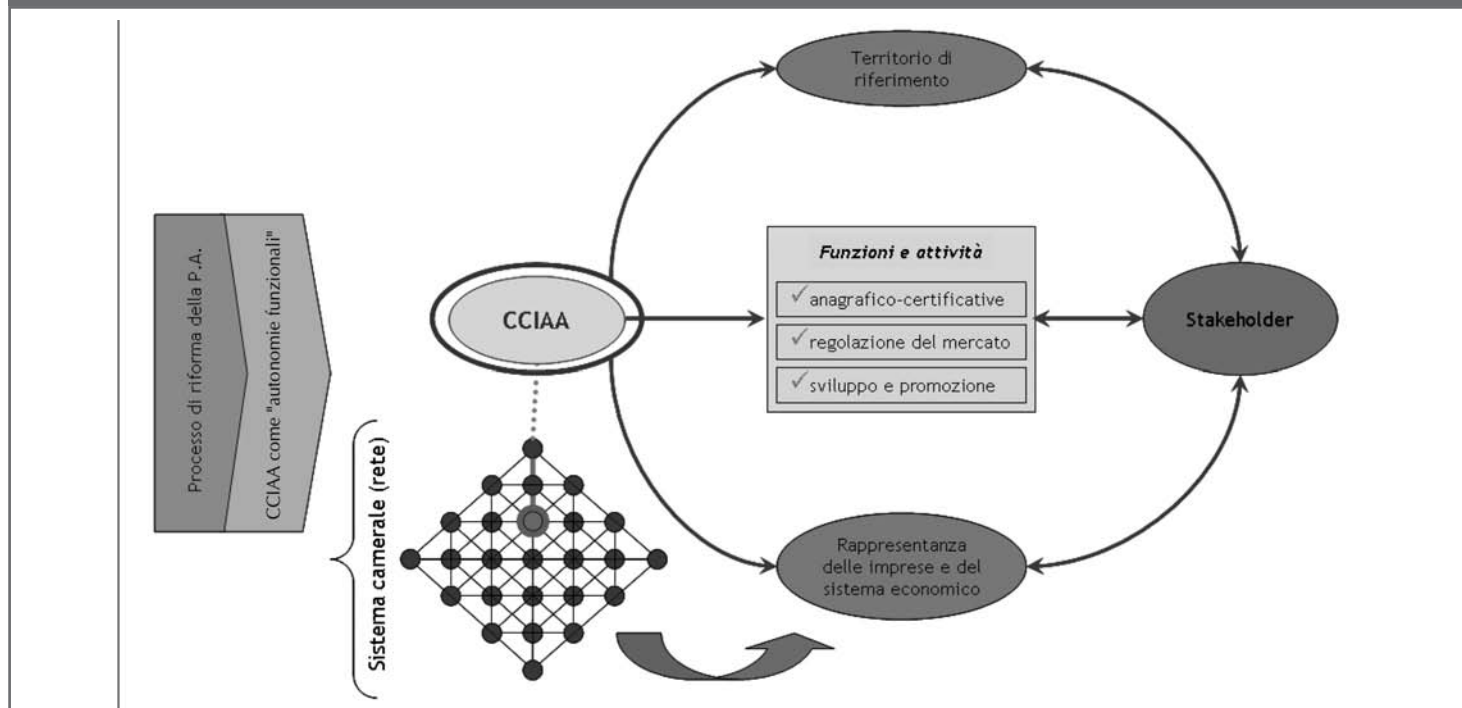 Territorio di
riferimento
Processo di riforma della P.A.
CCIAA come "autonomie funzionali"
CCIAA
Funzioni e attività
✓ anagrafico-certificative
✓ regolazione del mercato
✓ sviluppo e promozione
Stakeholder
Sistema camerale (rete)
Rappresentanza
delle imprese e del
sistema economico